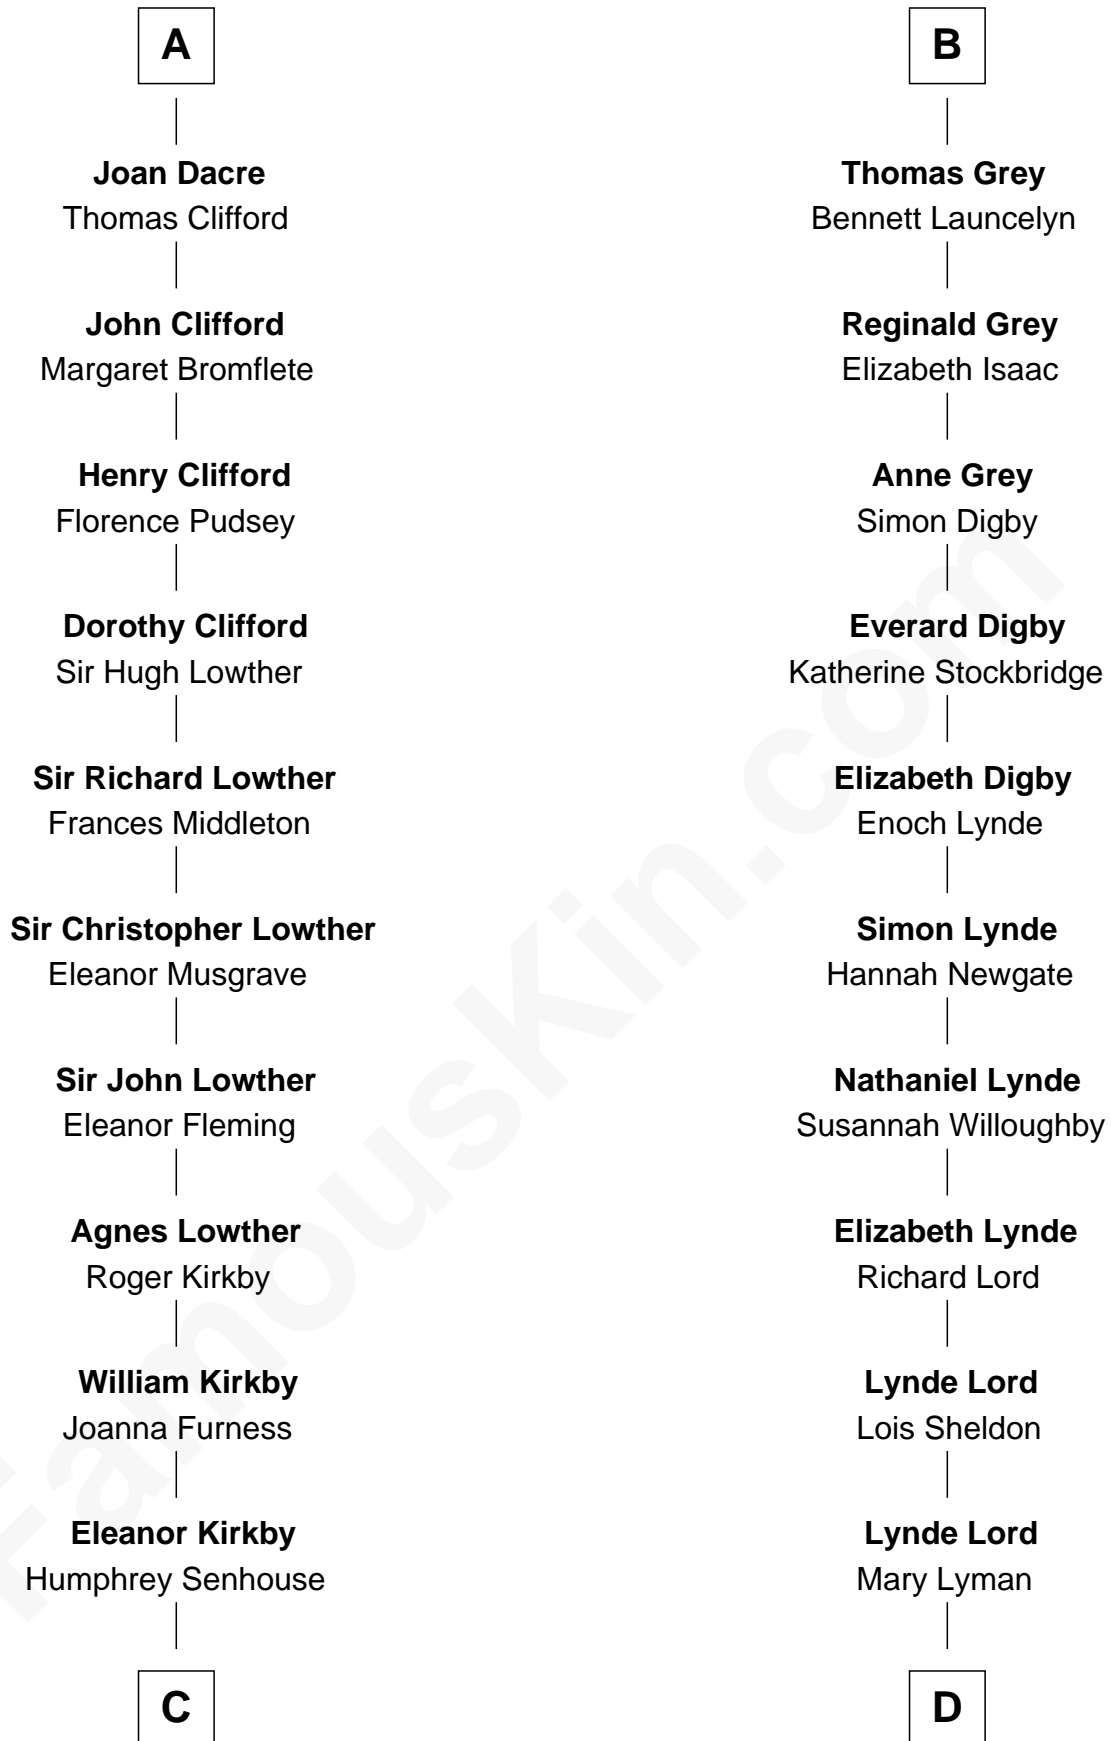 A
Joan Dacre
Thomas Clifford
John Clifford
Margaret Bromflete
Henry Clifford
Florence Pudsey
Dorothy Clifford
Sir Hugh Lowther
Sir Richard Lowther
Frances Middleton
Sir Christopher Lowther
Eleanor Musgrave
Sir John Lowther
Eleanor Fleming
Agnes Lowther
Roger Kirkby
William Kirkby
Joanna Furness
Eleanor Kirkby
Humphrey Senhouse
C
B
Thomas Grey
Bennett Launcelyn
Reginald Grey
Elizabeth Isaac
Anne Grey
Simon Digby
Everard Digby
Katherine Stockbridge
Elizabeth Digby
Enoch Lynde
Simon Lynde
Hannah Newgate
Nathaniel Lynde
Susannah Willoughby
Elizabeth Lynde
Richard Lord
Lynde Lord
Lois Sheldon
Lynde Lord
Mary Lyman
D
FamousKin.com